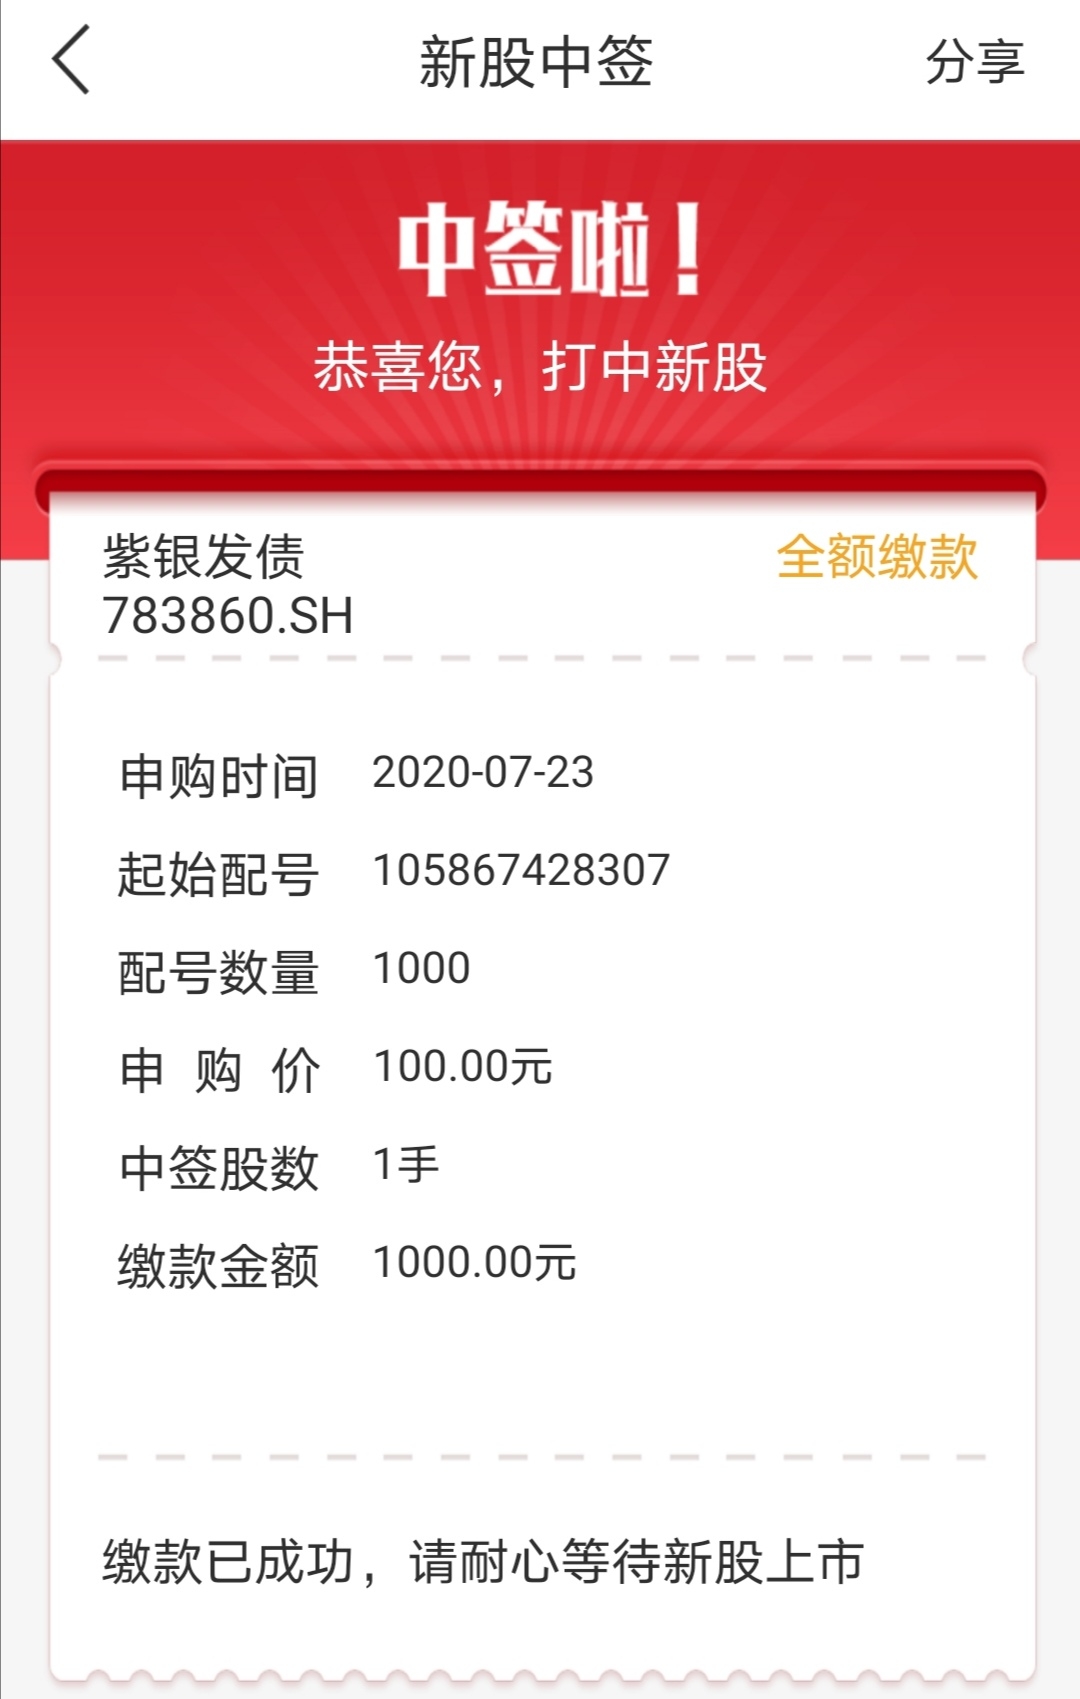 新股中签
分享
中签啦！
恭喜您，打中新股
紫银发债
全额缴款
783860.SH
申购时间 2020-07-23
起始配号 105867428307
配号数量 1000
申购价 100.00元
中签股数 1手
缴款金额 1000.00元
缴款已成功，请耐心等待新股上市